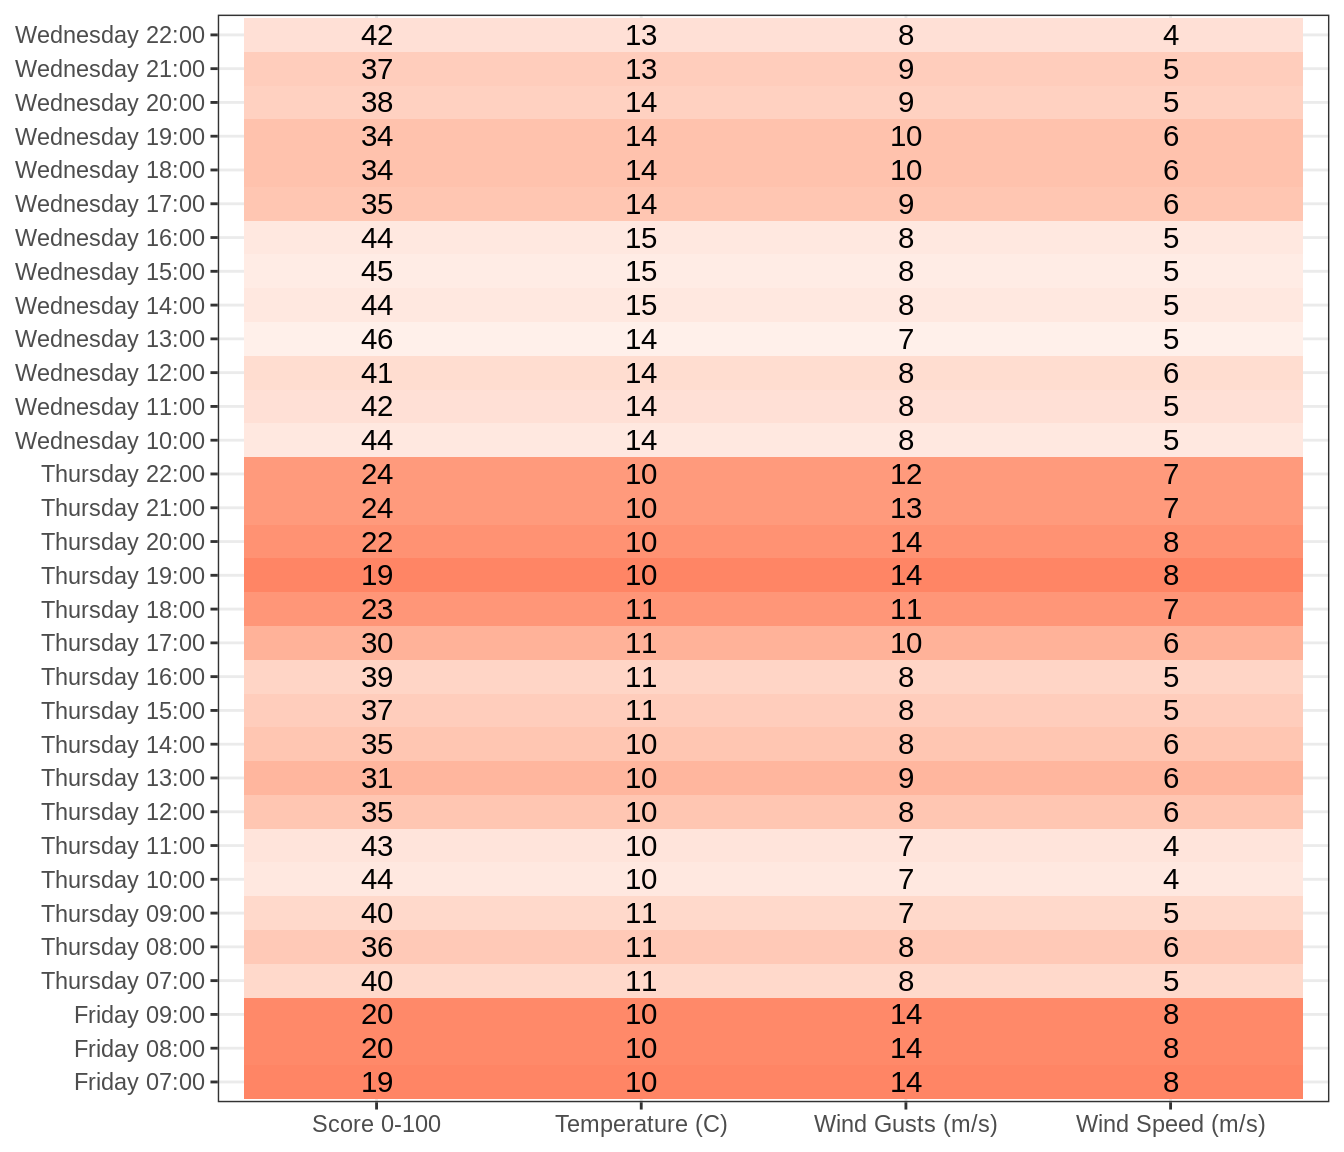 Wednesday 22:00 42 13 8 4
Wednesday 21:00 37 13 9 5
Wednesday 20:00 38 14 9 5
Wednesday 19:00 34 14 10 6
Wednesday 18:00 34 14 10 6
Wednesday 17:00 35 14 9 6
Wednesday 16:00 44 15 8 5
Wednesday 15:00 45 15 8 5
Wednesday 14:00 44 15 8 5
Wednesday 13:00 46 14 7 5
Wednesday 12:00 41 14 8 6
Wednesday 11:00 42 14 8 5
Wednesday 10:00 44 14 8 5
Thursday 22:00 24 10 12 7
Thursday 21:00 24 10 13 7
Thursday 20:00 22 10 14 8
Thursday 19:00 19 10 14 8
Thursday 18:00 23 11 11 7
Thursday 17:00 30 11 10 6
Thursday 16:00 39 11 8 5
Thursday 15:00 37 11 8 5
Thursday 14:00 35 10 8 6
Thursday 13:00 31 10 9 6
Thursday 12:00 35 10 8 6
Thursday 11:00 43 10 7 4
Thursday 10:00 44 10 7 4
Thursday 09:00 40 11 7 5
Thursday 08:00 36 11 8 6
Thursday 07:00 40 11 8 5
Friday 09:00 20 10 14 8
Friday 08:00 20 10 14 8
Friday 07:00 19 10 14 8
Score 0-100 Temperature (C) Wind Gusts (m/s) Wind Speed (m/s)